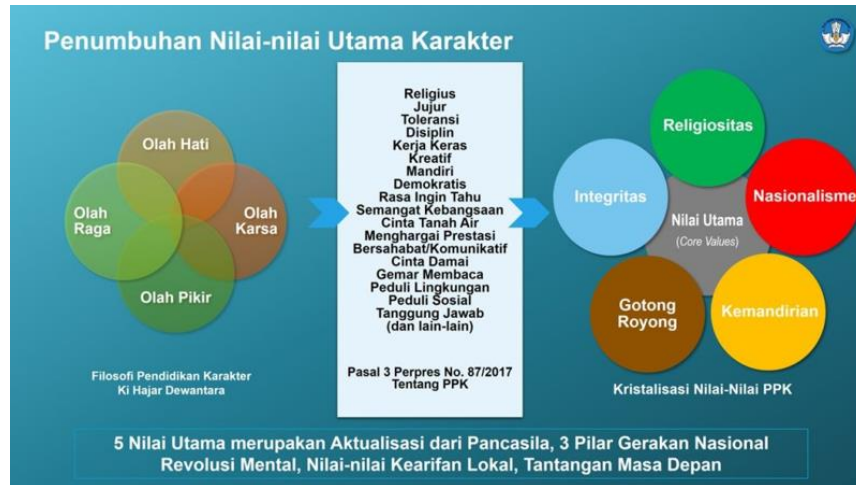 Penumbuhan Nilai-nilai Utama Karakter
Olah Hati
Olah
Raga
Olah
Karsa
Olah Pikir
Filosofi Pendidikan Karakter
Ki Hajar Dewantara
Religius
Jujur
Toleransi
Disiplin
Kerja Keras
Kreatif
Mandiri
Demokratis
Rasa Ingin Tahu
Semangat Kebangsaan
Cinta Tanah Air
Menghargai Prestasi
Bersahabat/Komunikatif
Cinta Damai
Gemar Membaca
Peduli Lingkungan
Peduli Sosial
Tanggung Jawab
(dan lain-lain)
Pasal 3 Perpres No. 87/2017
Tentang PPK
Religiositas
Integritas
Nasionalisme
Nilai Utama
(Core Values)
Gotong
Royong
Kemandirian
Kristalisasi Nilai-Nilai PPK
5 Nilai Utama merupakan Aktualisasi dari Pancasila, 3 Pilar Gerakan Nasional
Revolusi Mental, Nilai-nilai Kearifan Lokal, Tantangan Masa Depan